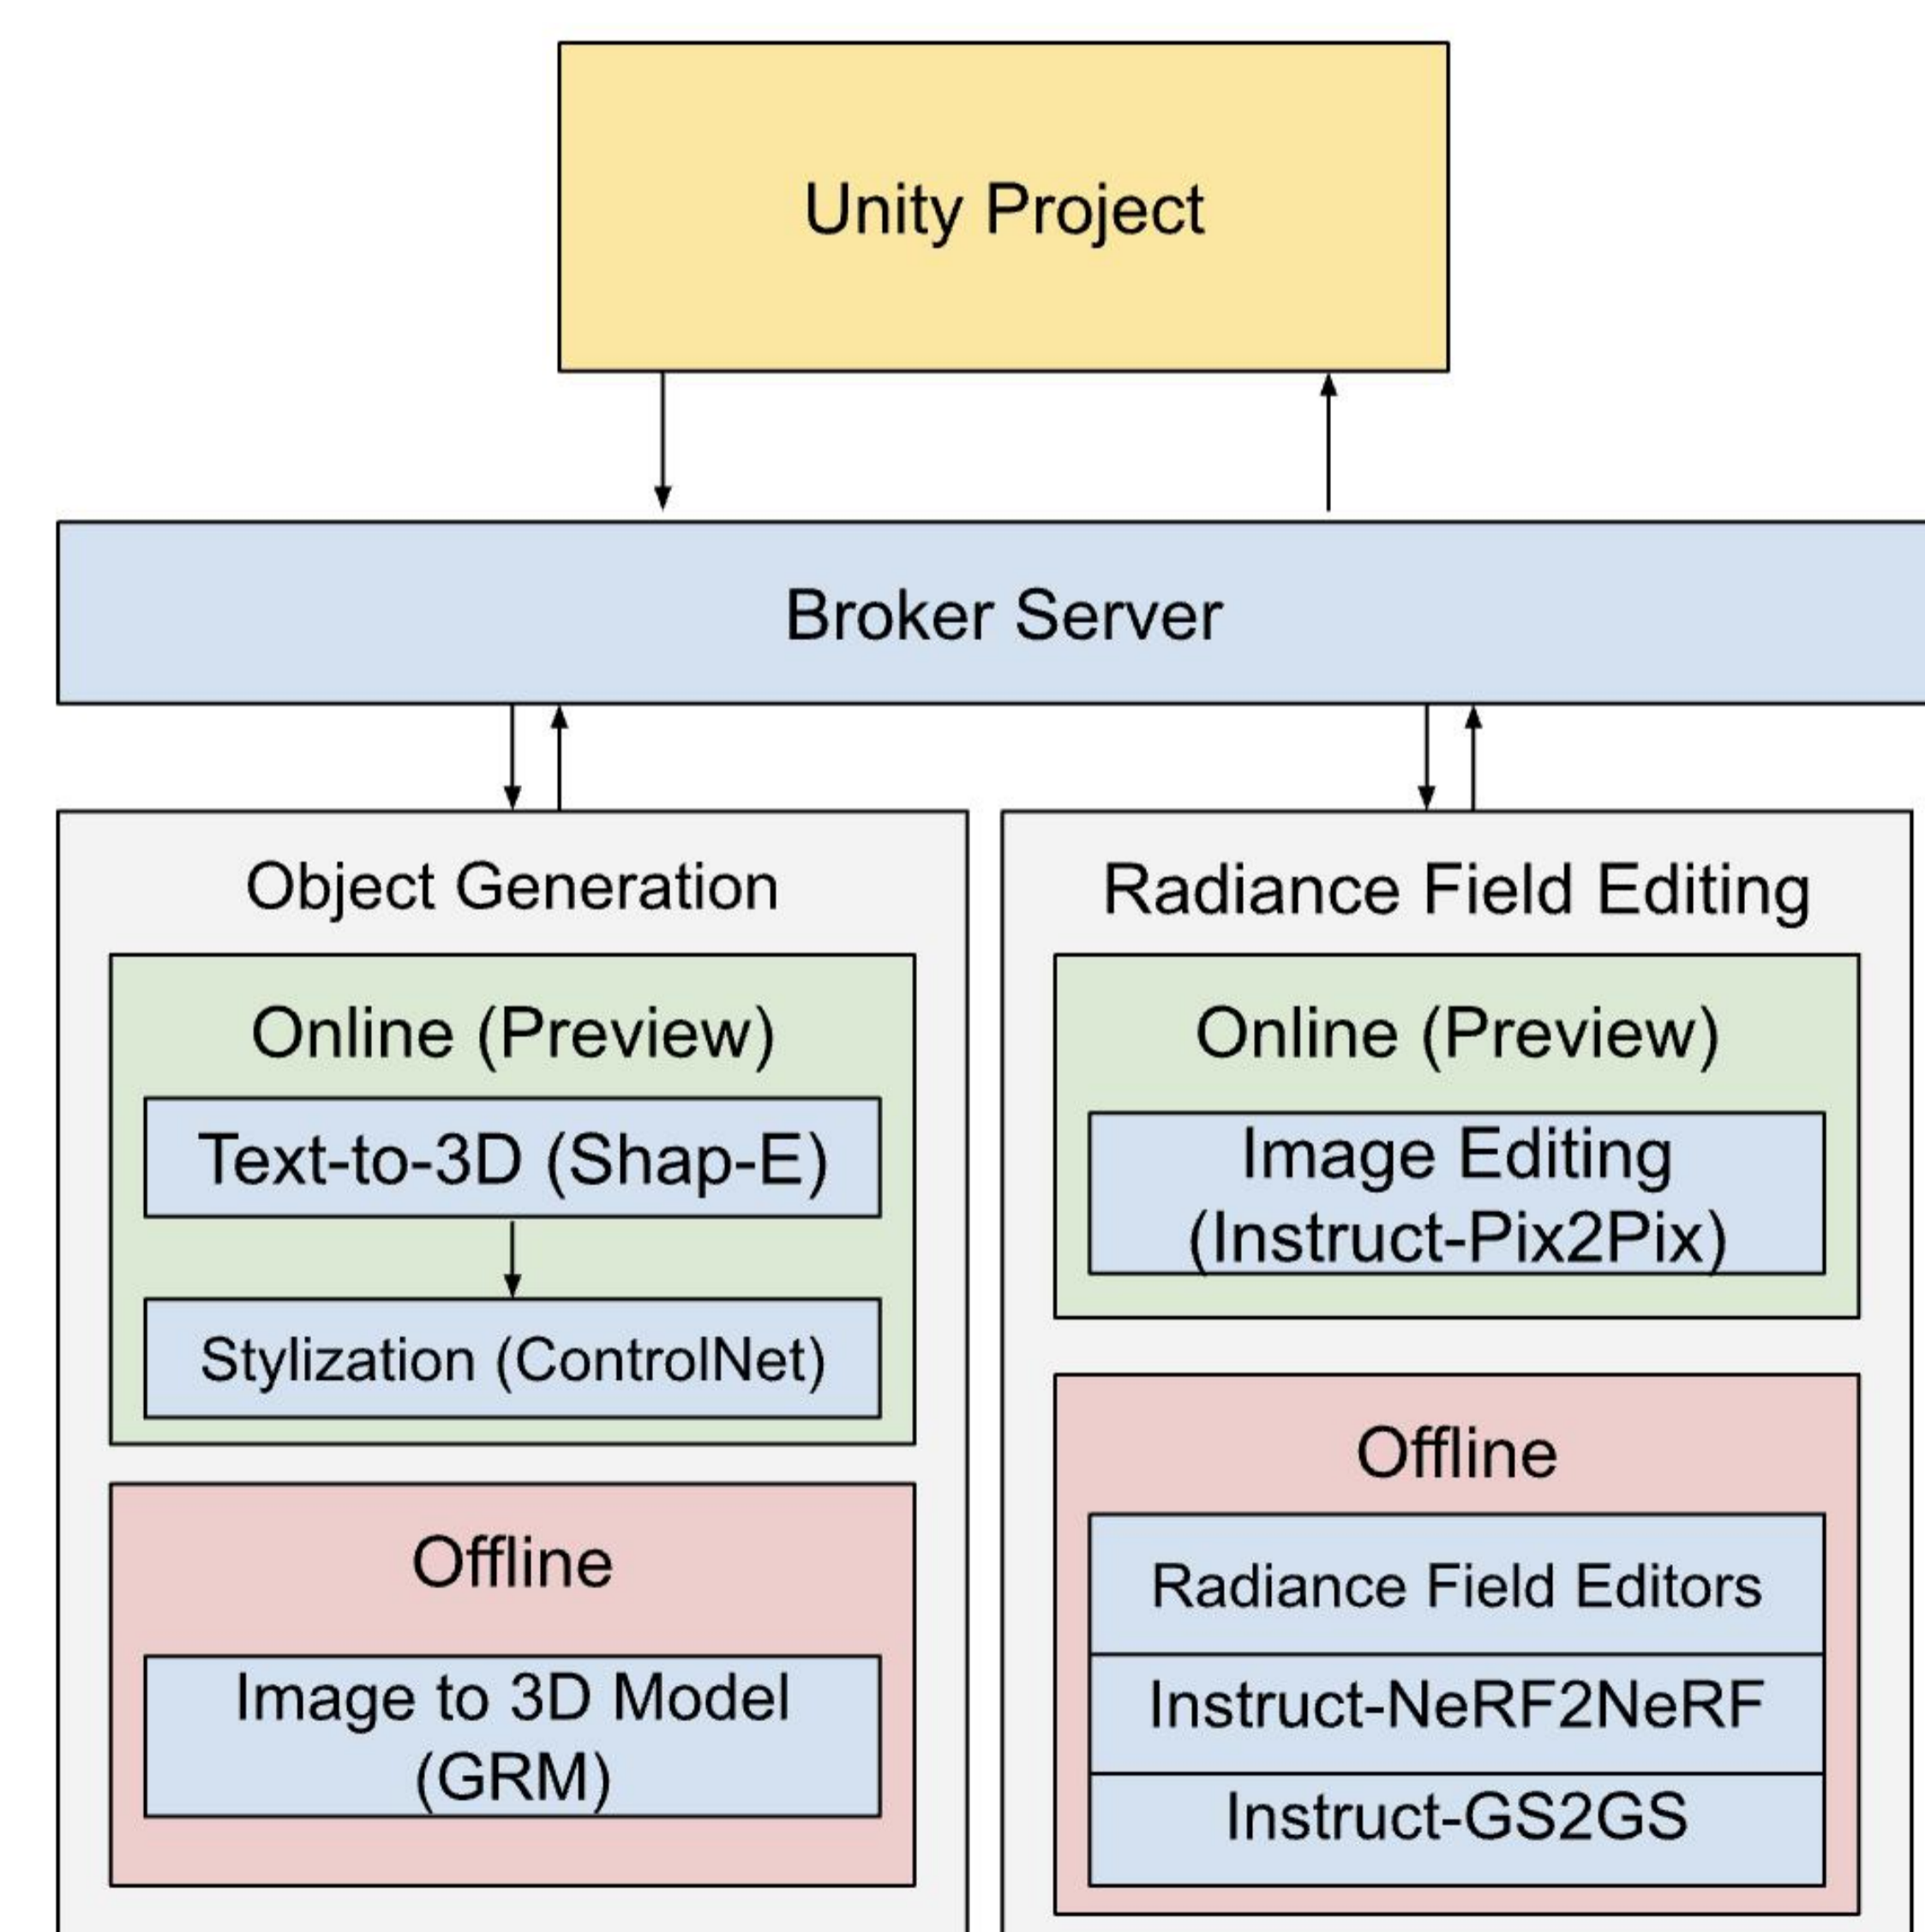 Unity Project
Broker Server
Object Generation
Online (Preview)
Text-to-3D (Shap-E)
Stylization (ControlNet)
Offline
Image to 3D Model
(GRM)
Radiance Field Editing
Online (Preview)
Image Editing
(Instruct-Pix2Pix)
Offline
Radiance Field Editors
Instruct-NeRF2NeRF
Instruct-GS2GS